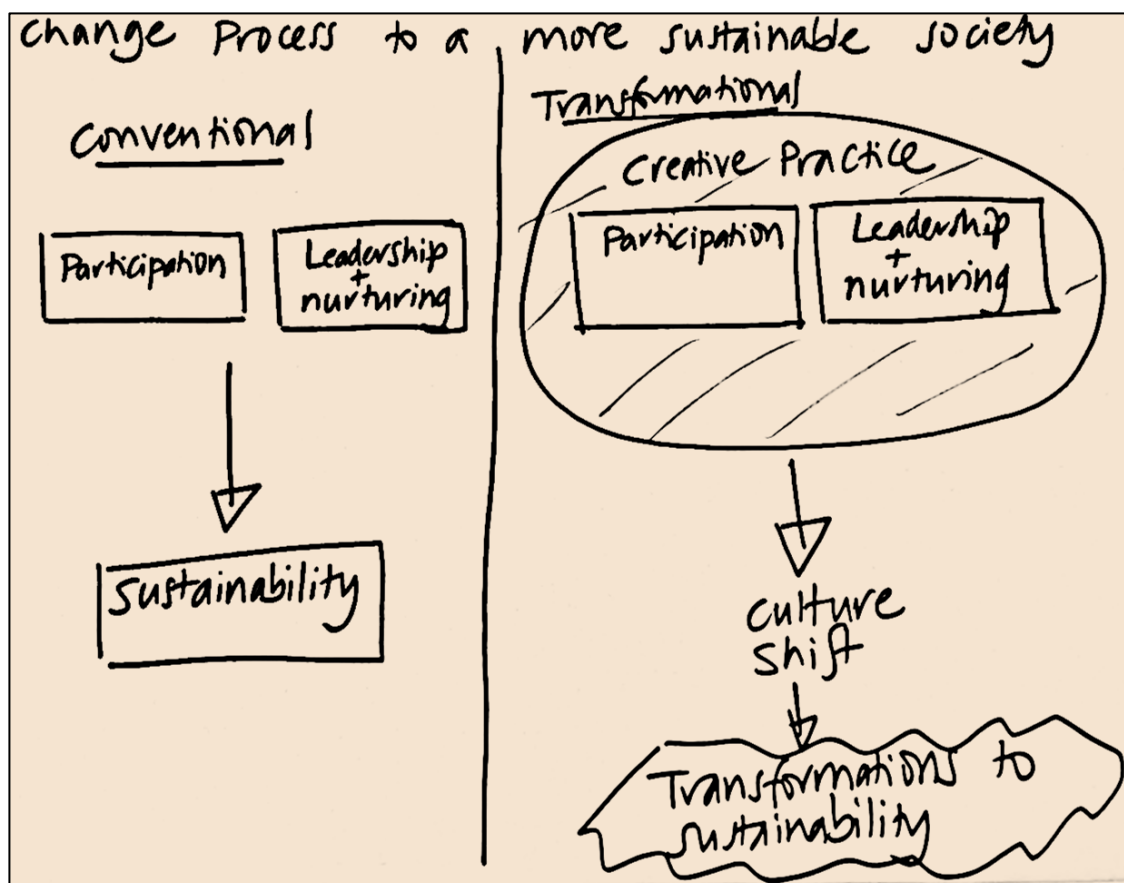 Change Process to a more sustainable society
Conventional
Participation
Leadership
+
nurturing
Sustainability
Transformational
Creative Practice
Participation
Leadership
+
nurturing
Culture
Shift
Transformations to
sustainability